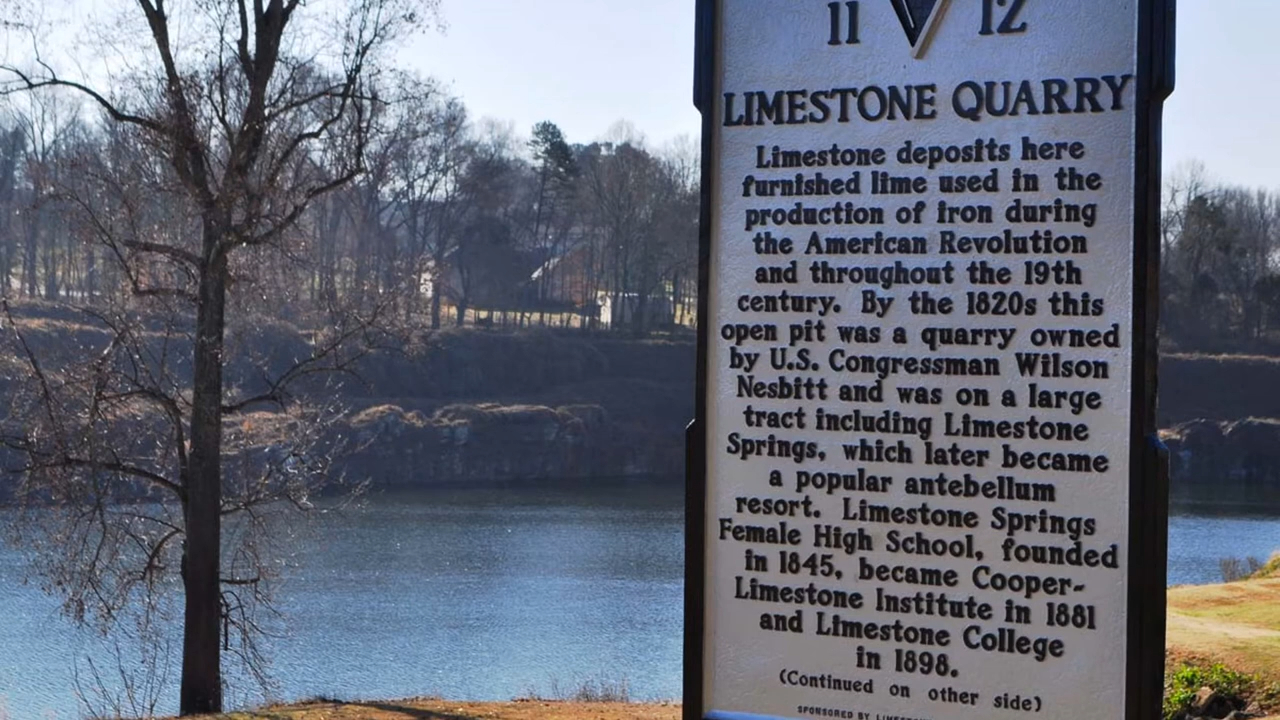 11 12
LIMESTONE QUARRY
Limestone deposits here
furnished lime used in the
production of iron during
the American Revolution
and throughout the 19th
century. By the 1820s this
open pit was a quarry owned
by U.S. Congressman Wilson
Nesbitt and was on a large
tract including Limestone
Springs, which later became
a popular antebellum
resort. Limestone Springs
Female High School, founded
in 1845, became Cooper-
Limestone Institute in 1881
and Limestone College
in 1898.
(Continued on other side)
SPONSORED BY